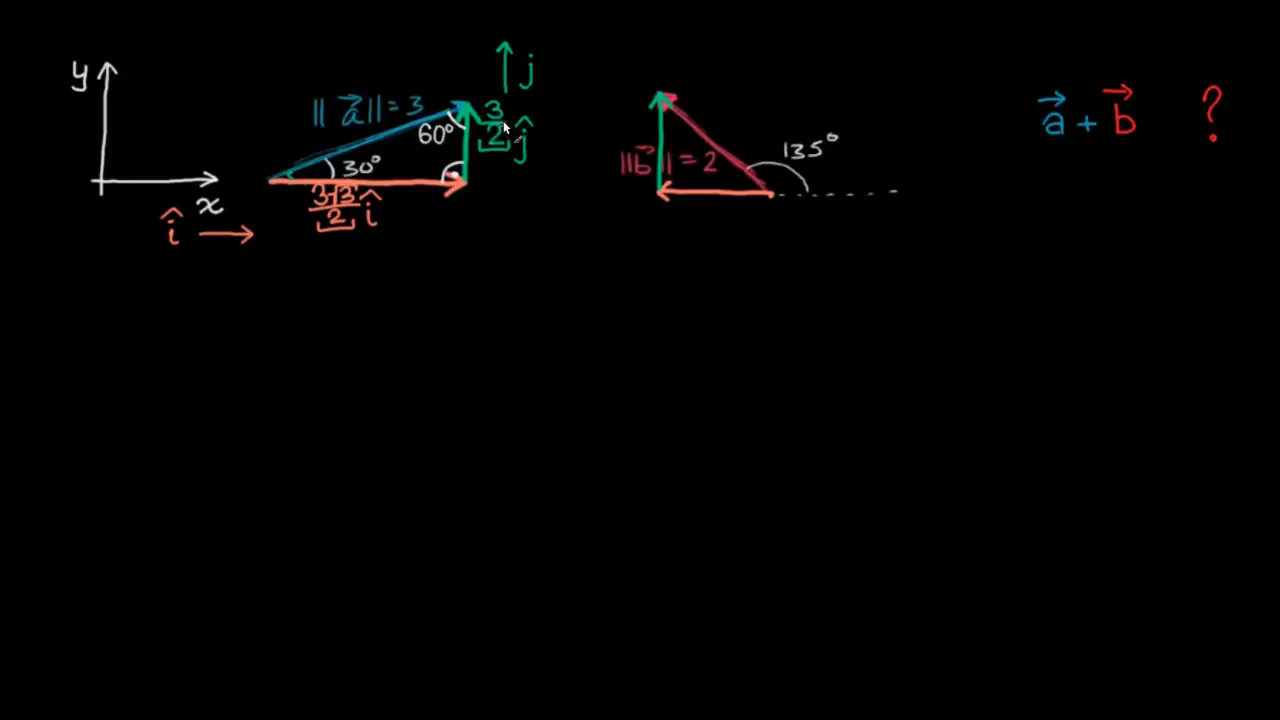 y
x
î →
‖a⃗‖ = 3
60°
30°
3√3/2 î
3/2 ĵ
j
‖b⃗‖ = 2
135°
a⃗ + b⃗ ?